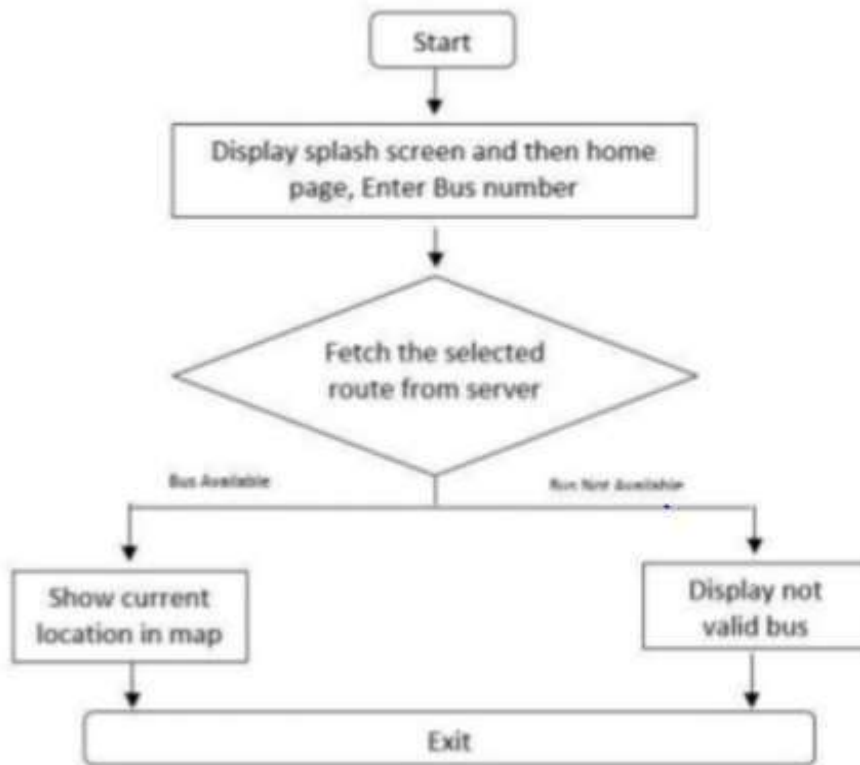 Start
Display splash screen and then home
page, Enter Bus number
Fetch the selected
route from server
Bus Available
Bus Not Available
Show current
location in map
Display not
valid bus
Exit